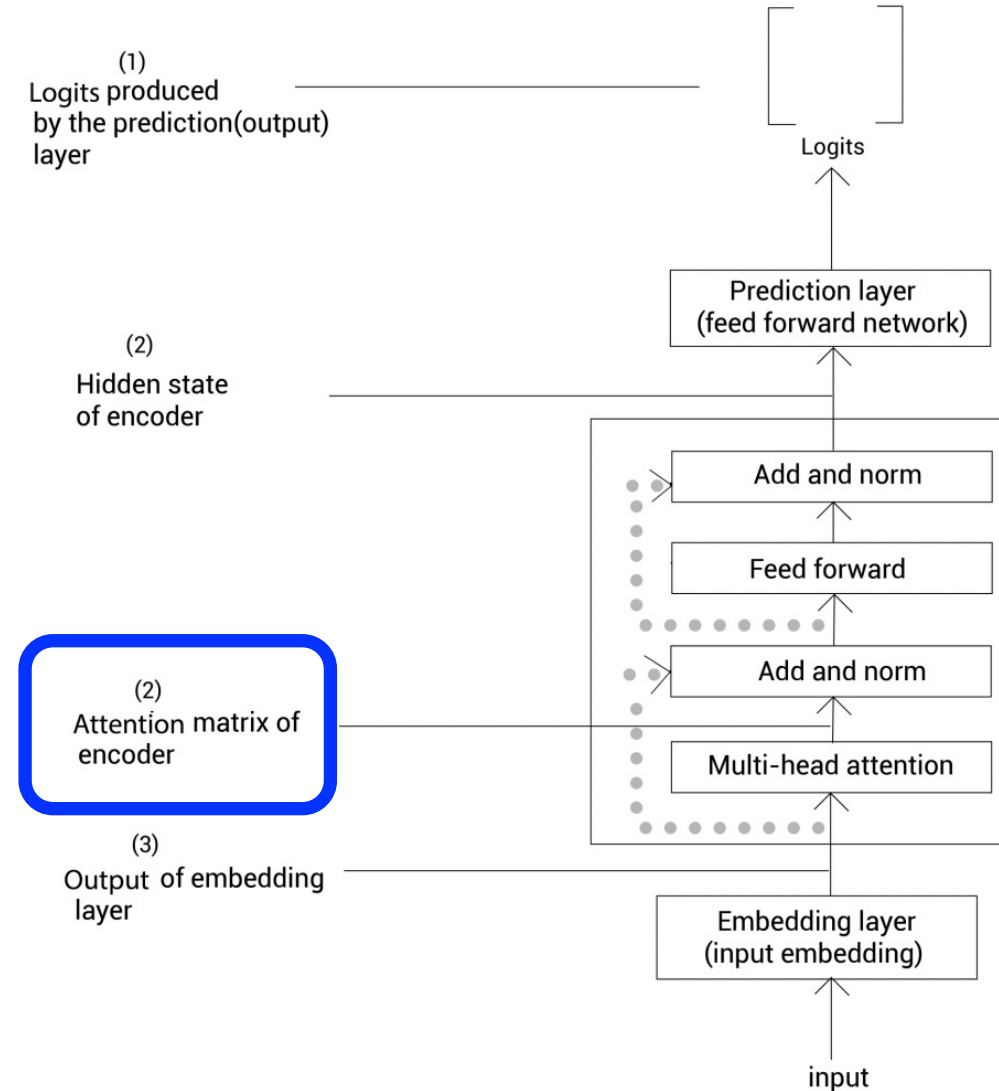 (1)
Logits produced
by the prediction(output)
layer
Logits
Prediction layer
(feed forward network)
(2)
Hidden state
of encoder
Add and norm
Feed forward
(2)
Attention matrix of
encoder
Add and norm
Multi-head attention
(3)
Output of embedding
layer
Embedding layer
(input embedding)
input